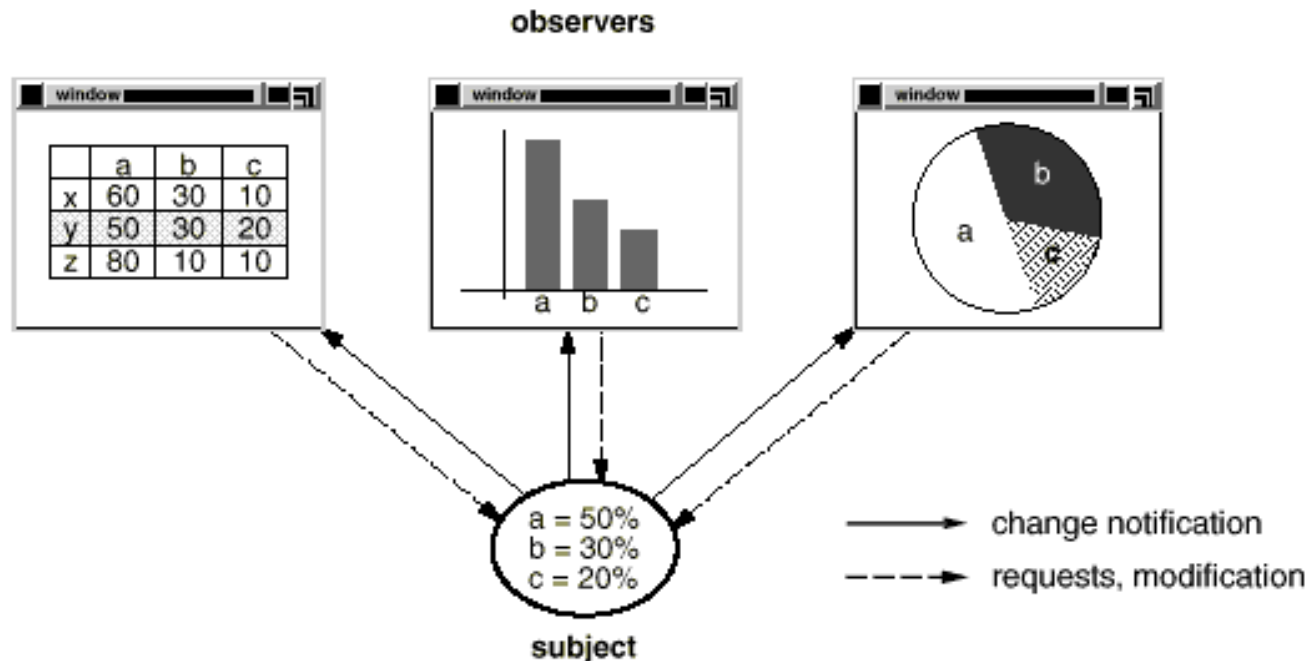 observers
window
a b c
x 60 30 10
y 50 30 20
z 80 10 10
window
a b c
window
b
a
c
a = 50%
b = 30%
c = 20%
subject
change notification
requests, modification